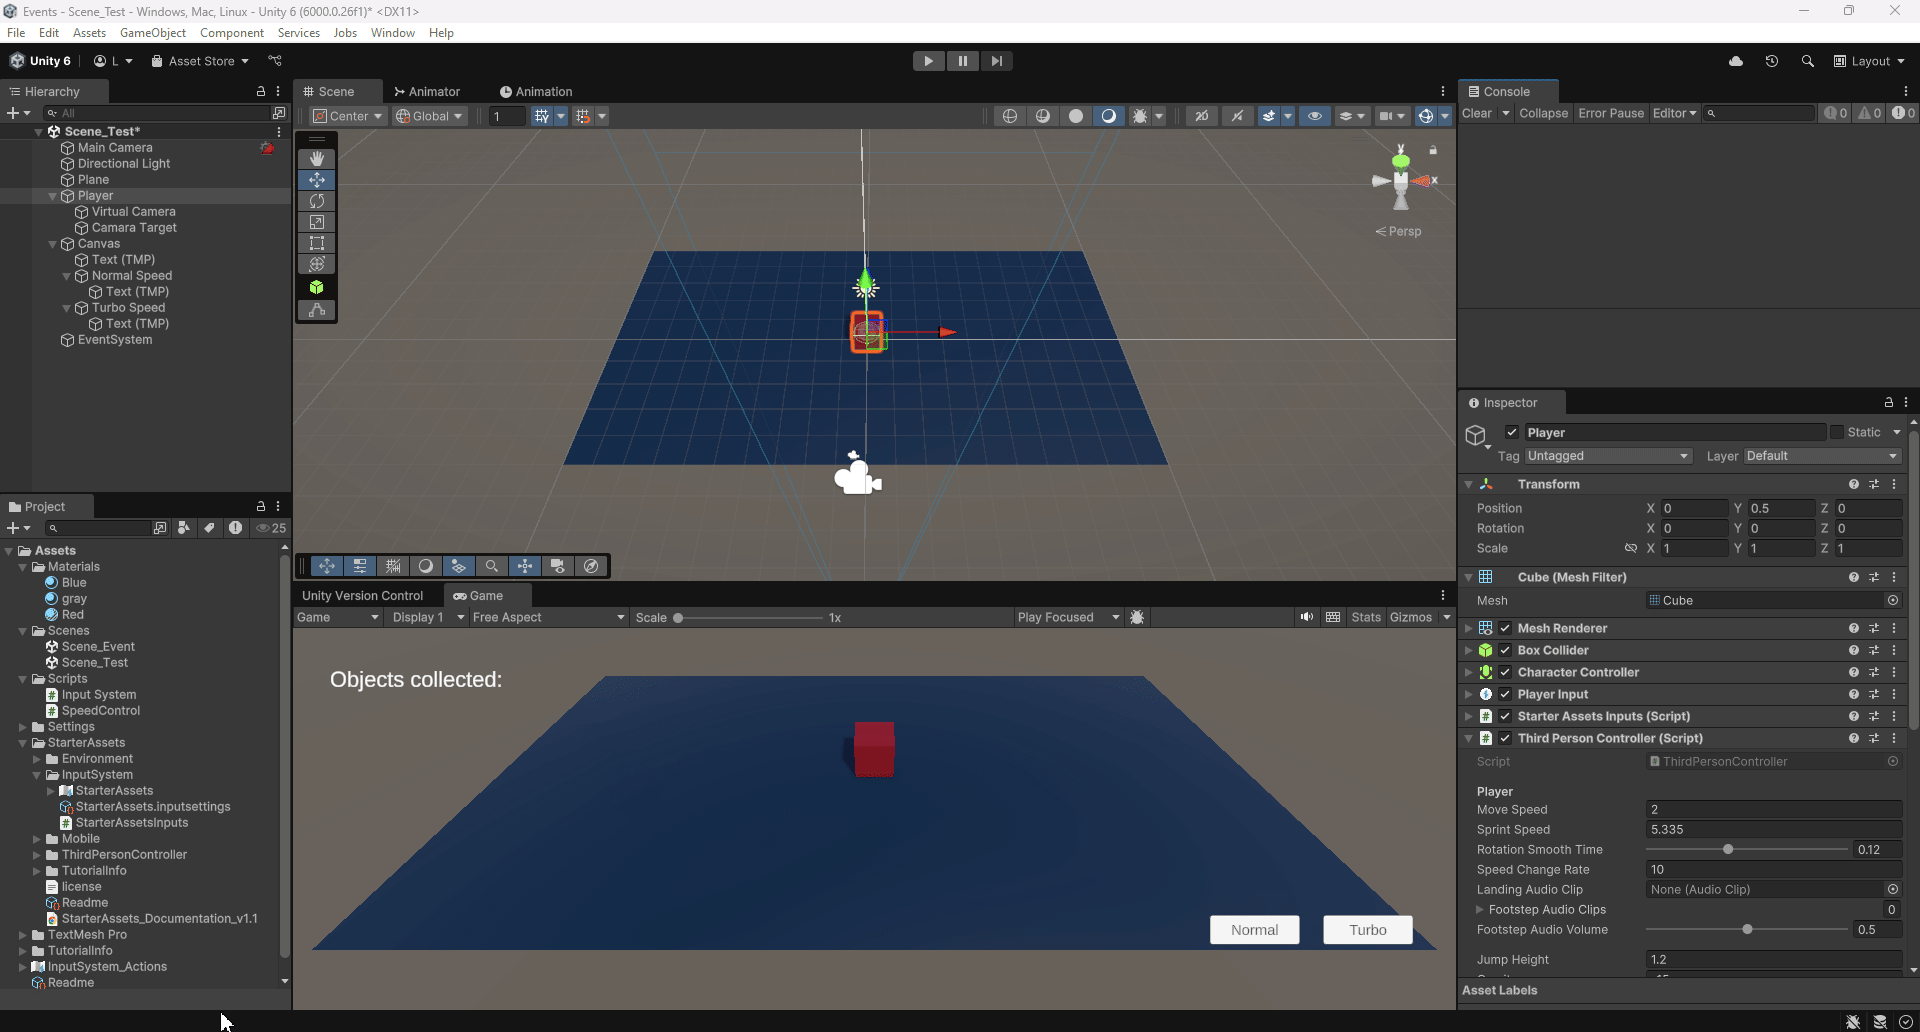 Events - Scene_Test - Windows, Mac, Linux - Unity 6 (6000.0.26f1)* <DX11>
File Edit Assets GameObject Component Services Jobs Window Help
Unity 6 L Asset Store Layout
Hierarchy
All
Scene_Test*
Main Camera
Directional Light
Plane
Player
Virtual Camera
Camara Target
Canvas
Text (TMP)
Normal Speed
Text (TMP)
Turbo Speed
Text (TMP)
EventSystem
Project
25
Assets
Materials
Blue
gray
Red
Scenes
Scene_Event
Scene_Test
Scripts
Input System
SpeedControl
Settings
StarterAssets
Environment
InputSystem
StarterAssets
StarterAssets.inputsettings
StarterAssetsInputs
Mobile
ThirdPersonController
TutorialInfo
license
Readme
StarterAssets_Documentation_v1.1
TextMesh Pro
TutorialInfo
InputSystem_Actions
Readme
Scene Animator Animation
Center Global 1 2D
y
x
Persp
Unity Version Control Game
Game Display 1 Free Aspect Scale 1x Play Focused Stats Gizmos
Objects collected:
Normal Turbo
Console
Clear Collapse Error Pause Editor 0 0 0
Inspector
Player Static
Tag Untagged Layer Default
Transform
Position X 0 Y 0.5 Z 0
Rotation X 0 Y 0 Z 0
Scale X 1 Y 1 Z 1
Cube (Mesh Filter)
Mesh Cube
Mesh Renderer
Box Collider
Character Controller
Player Input
Starter Assets Inputs (Script)
Third Person Controller (Script)
Script ThirdPersonController
Player
Move Speed 2
Sprint Speed 5.335
Rotation Smooth Time 0.12
Speed Change Rate 10
Landing Audio Clip None (Audio Clip)
Footstep Audio Clips 0
Footstep Audio Volume 0.5
Jump Height 1.2
Asset Labels